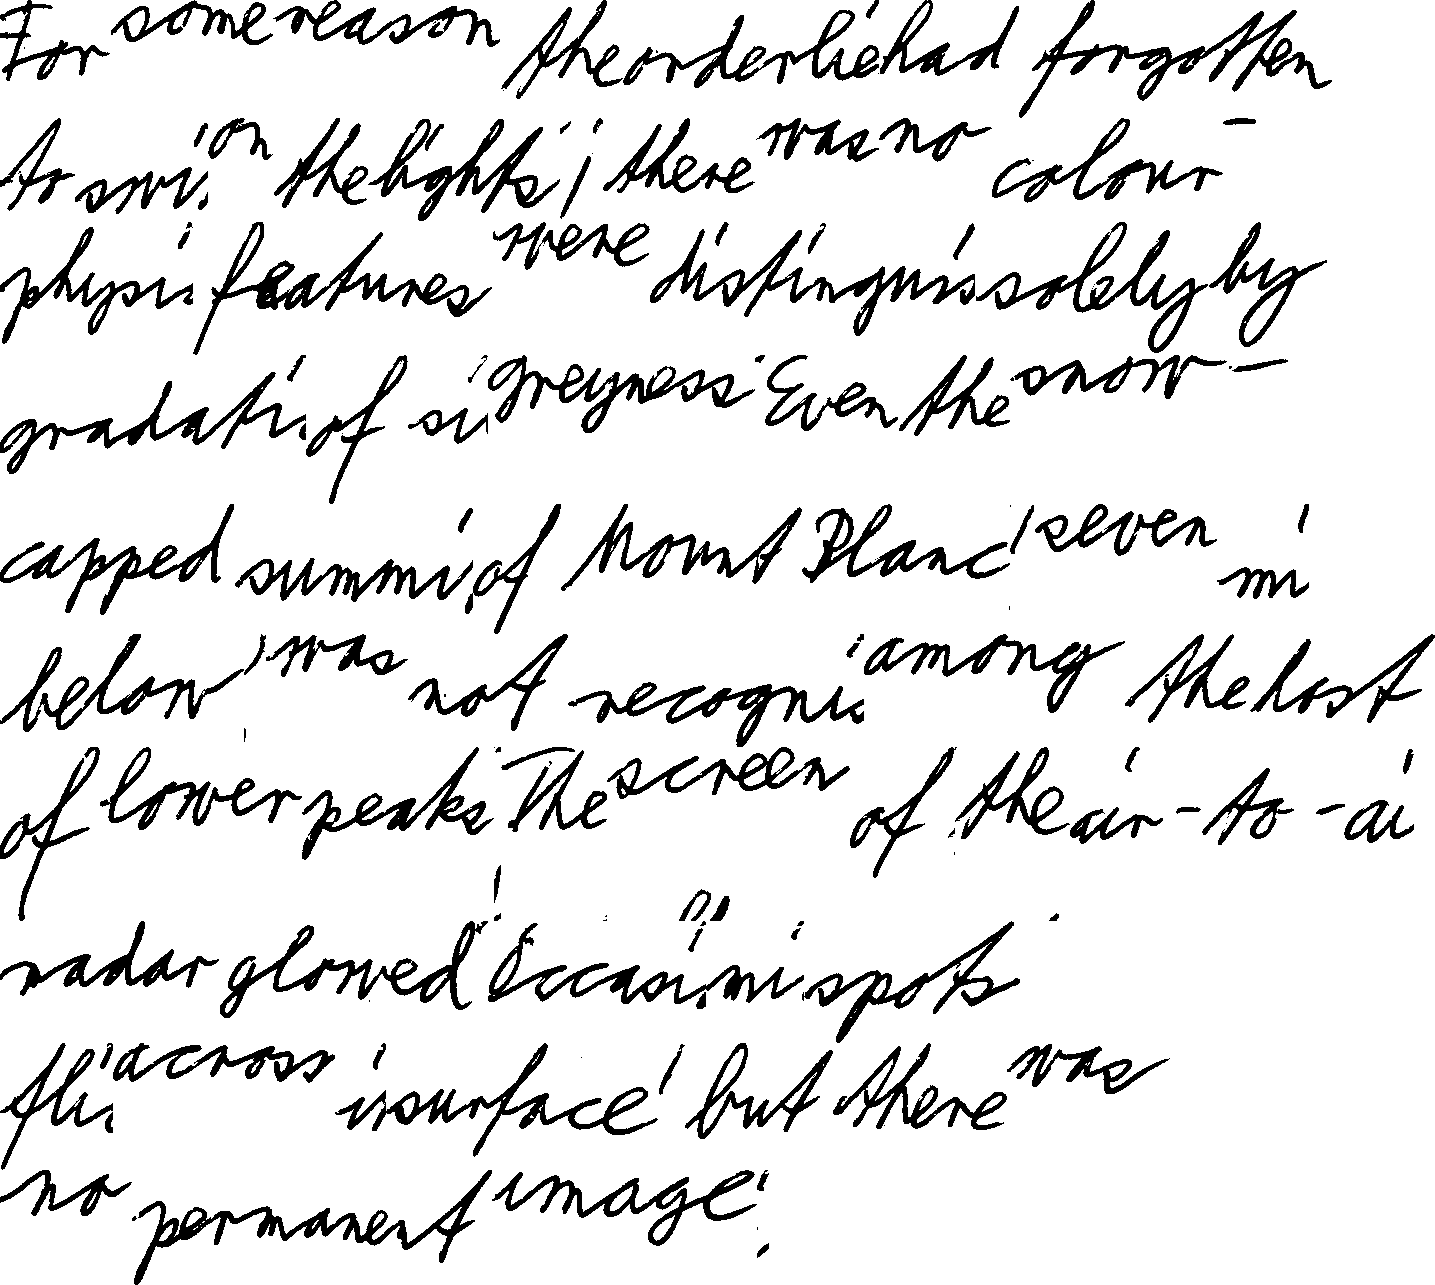 For some reason the orderlie had forgotten
to swi on the lights; there was no colour -
physi features were distinguis solely by
gradati of si greyness. Even the snow-
capped summi of Mount Blanc, seven mi
below, was not recogni among the host
of lower peaks. The screen of the air-to-ai
radar glowed. Occasi mi spots
fli across i surface, but there was
no permanent image.